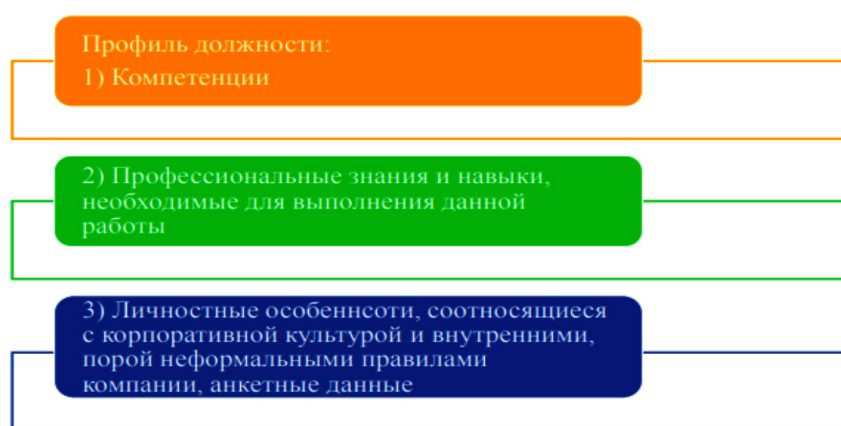 Профиль должности:
1) Компетенции
2) Профессиональные знания и навыки,
необходимые для выполнения данной
работы
3) Личностные особеннсоти, соотносящиеся
с корпоративной культурой и внутренними,
порой неформальными правилами
компании, анкетные данные